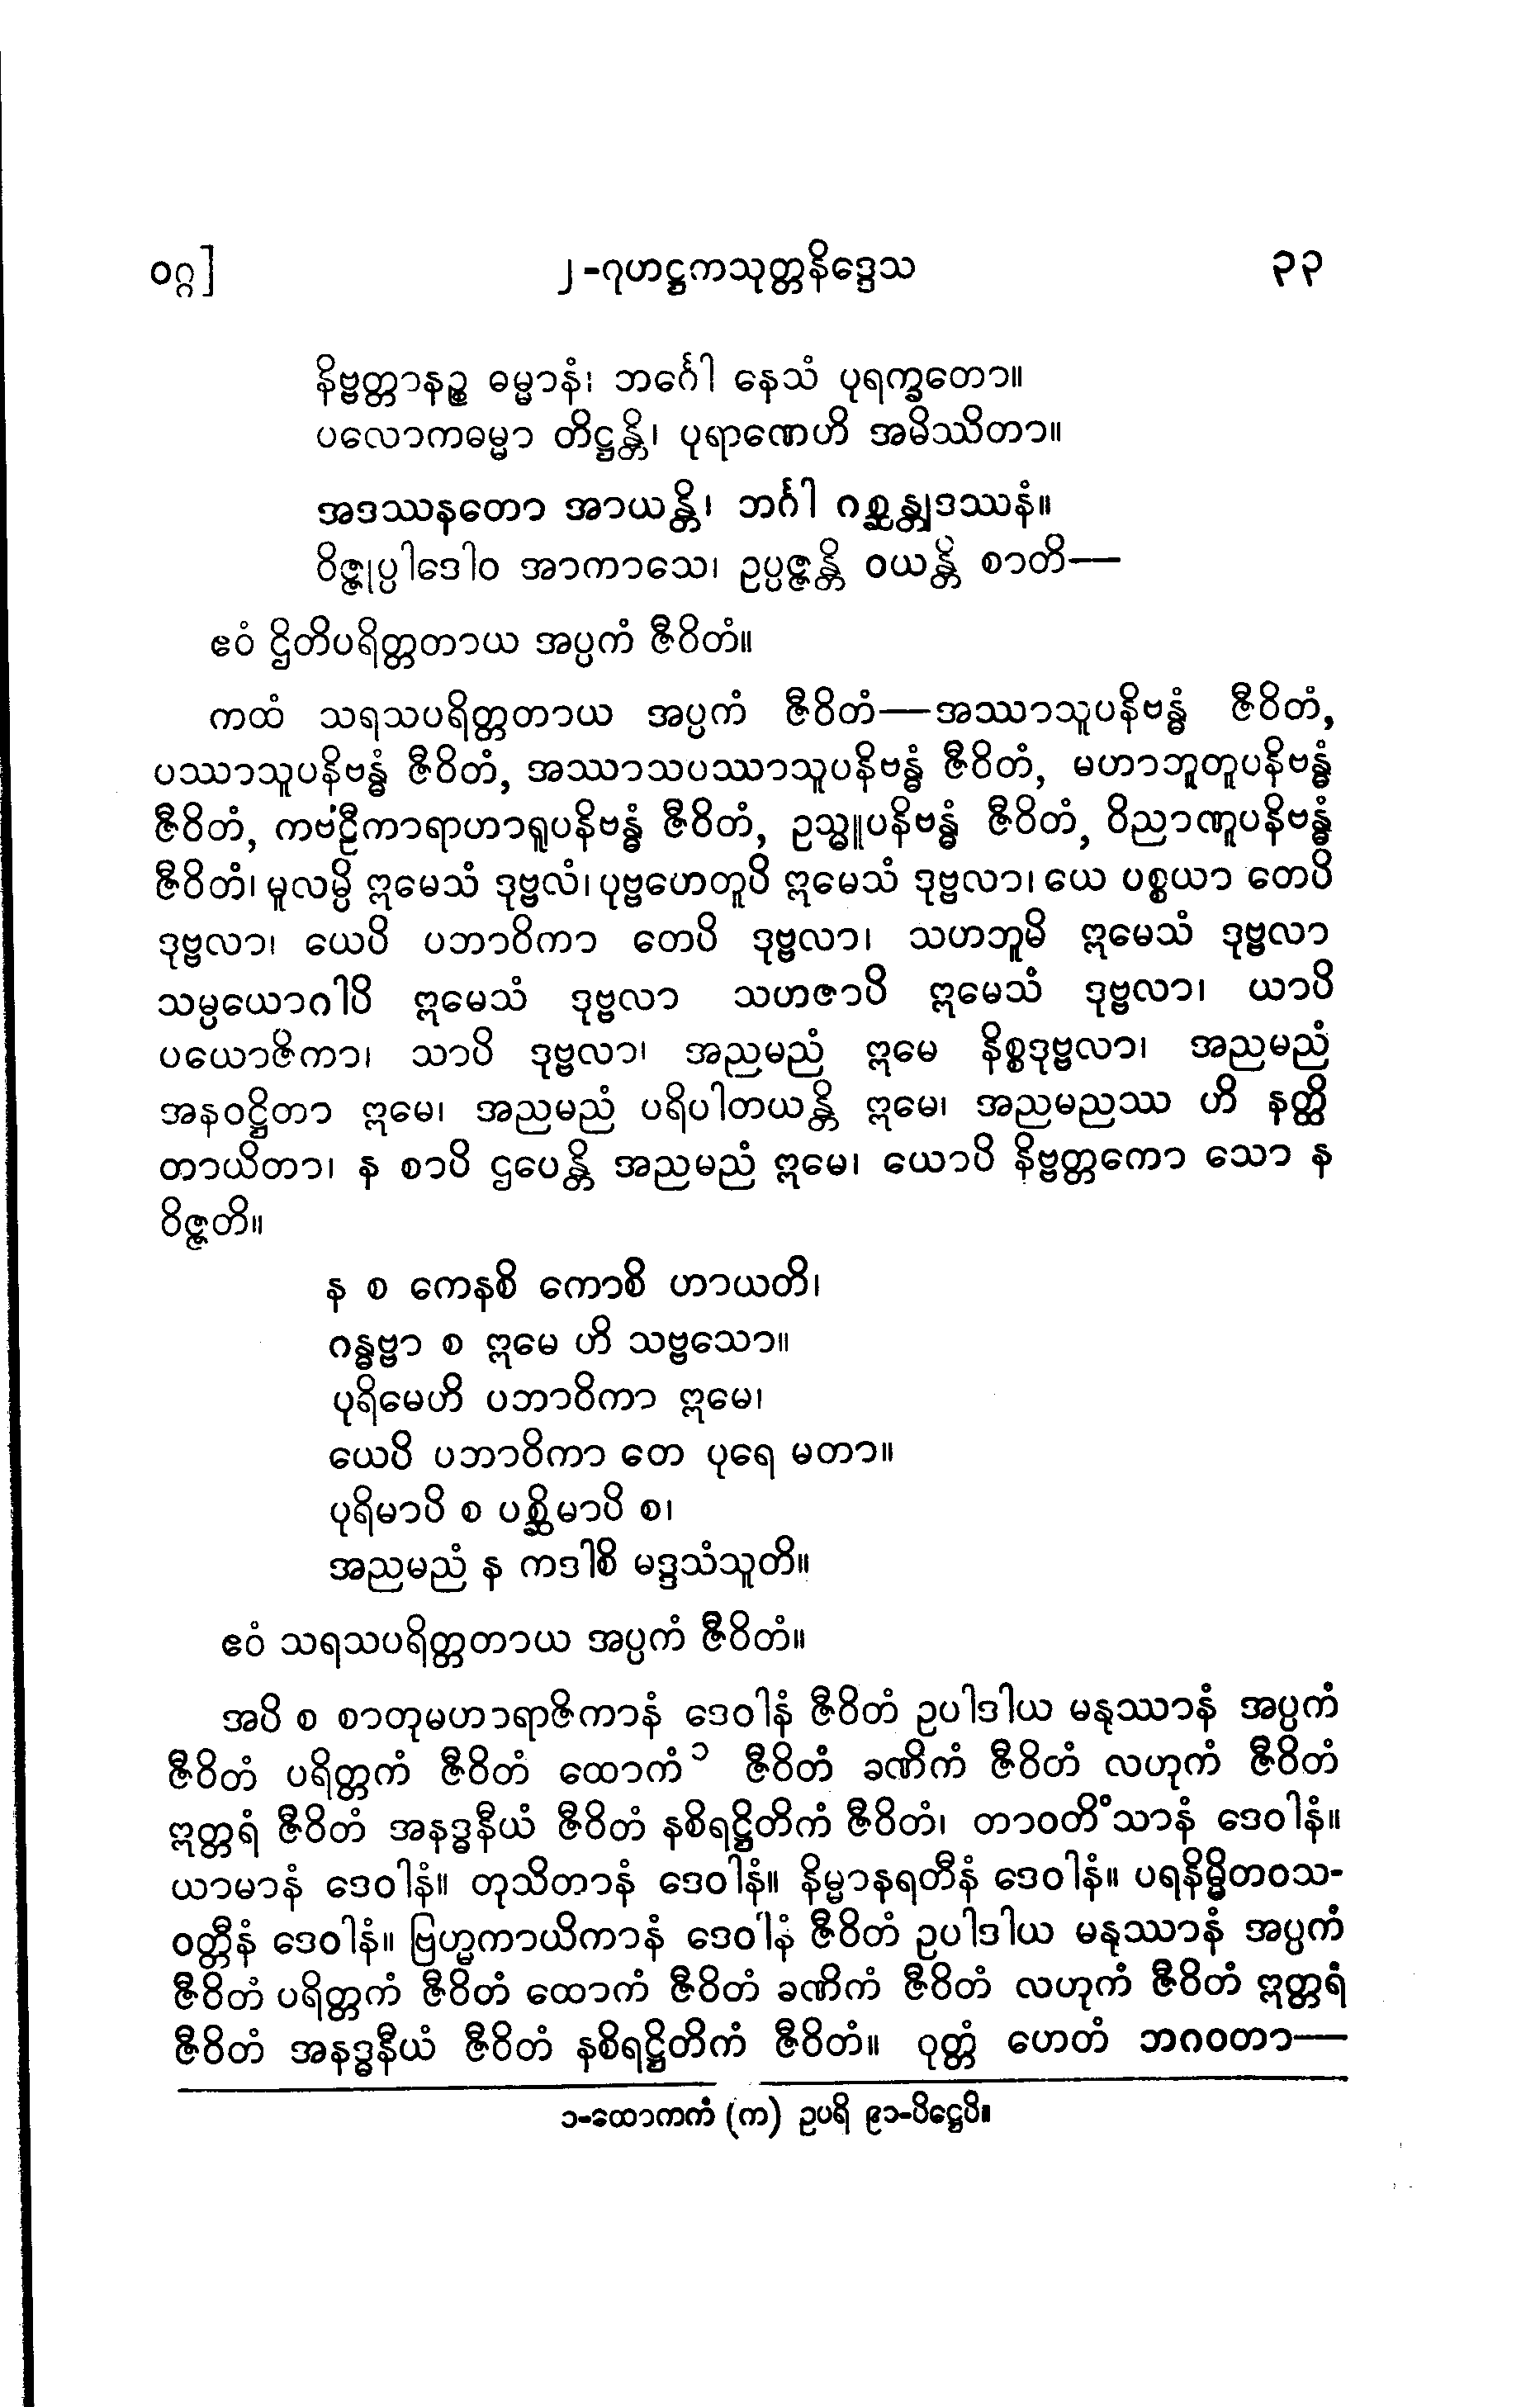 ဝဂ္ဂ] ၂-ဂုဟဋ္ဌကသုတ္တနိဒ္ဒေသ ၃၃
နိဗ္ဗတ္တာနဉ္စ ဓမ္မာနံ၊ ဘင်္ဂေါ နေသံ ပုရက္ခတော။
ပလောကဓမ္မာ တိဋ္ဌန္တိ၊ ပုရာဏေဟိ အမိဿိတာ။
အဒဿနတော အာယန္တိ၊ ဘင်္ဂါ ဂစ္ဆန္တျဒဿနံ။
ဝိဇ္ဇုပ္ပါဒေါဝ အာကာသေ၊ ဥပ္ပဇ္ဇန္တိ ဝယန္တိ စာတိ—
ဧဝံ ဌိတိပရိတ္တတာယ အပ္ပကံ ဇီဝိတံ။
ကထံ သရသပရိတ္တတာယ အပ္ပကံ ဇီဝိတံ—အဿာသူပနိဗန္ဓံ ဇီဝိတံ,
ပဿာသူပနိဗန္ဓံ ဇီဝိတံ, အဿာသပဿာသူပနိဗန္ဓံ ဇီဝိတံ, မဟာဘူတူပနိဗန္ဓံ
ဇီဝိတံ, ကဗဠီကာရာဟာရူပနိဗန္ဓံ ဇီဝိတံ, ဥသ္မူပနိဗန္ဓံ ဇီဝိတံ, ဝိညာဏူပနိဗန္ဓံ
ဇီဝိတံ၊ မူလမ္ပိ ဣမေသံ ဒုဗ္ဗလံ၊ ပုဗ္ဗဟေတူပိ ဣမေသံ ဒုဗ္ဗလာ၊ ယေ ပစ္စယာ တေပိ
ဒုဗ္ဗလာ၊ ယေပိ ပဘာဝိကာ တေပိ ဒုဗ္ဗလာ၊ သဟဘူမိ ဣမေသံ ဒုဗ္ဗလာ
သမ္ပယောဂါပိ ဣမေသံ ဒုဗ္ဗလာ သဟဇာပိ ဣမေသံ ဒုဗ္ဗလာ၊ ယာပိ
ပယောဇိကာ၊ သာပိ ဒုဗ္ဗလာ၊ အညမညံ ဣမေ နိစ္စဒုဗ္ဗလာ၊ အညမညံ
အနဝဋ္ဌိတာ ဣမေ၊ အညမညံ ပရိပါတယန္တိ ဣမေ၊ အညမညဿ ဟိ နတ္ထိ
တာယိတာ၊ န စာပိ ဌပေန္တိ အညမညံ ဣမေ၊ ယောပိ နိဗ္ဗတ္တကော သော န
ဝိဇ္ဇတိ။
န စ ကေနစိ ကောစိ ဟာယတိ၊
ဂန္ဓဗ္ဗာ စ ဣမေ ဟိ သဗ္ဗသော။
ပုရိမေဟိ ပဘာဝိကာ ဣမေ၊
ယေပိ ပဘာဝိကာ တေ ပုရေ မတာ။
ပုရိမာပိ စ ပစ္ဆိမာပိ စ၊
အညမညံ န ကဒါစိ မဒ္ဒသံသူတိ။
ဧဝံ သရသပရိတ္တတာယ အပ္ပကံ ဇီဝိတံ။
အပိ စ စာတုမဟာရာဇိကာနံ ဒေဝါနံ ဇီဝိတံ ဥပါဒါယ မနုဿာနံ အပ္ပကံ
ဇီဝိတံ ပရိတ္တကံ ဇီဝိတံ ထောကံ၁ ဇီဝိတံ ခဏိကံ ဇီဝိတံ လဟုကံ ဇီဝိတံ
ဣတ္တရံ ဇီဝိတံ အနဒ္ဓနီယံ ဇီဝိတံ နစိရဋ္ဌိတိကံ ဇီဝိတံ၊ တာဝတိံသာနံ ဒေဝါနံ။
ယာမာနံ ဒေဝါနံ။ တုသိတာနံ ဒေဝါနံ။ နိမ္မာနရတီနံ ဒေဝါနံ။ ပရနိမ္မိတဝသ-
ဝတ္တီနံ ဒေဝါနံ။ ဗြဟ္မကာယိကာနံ ဒေဝါနံ ဇီဝိတံ ဥပါဒါယ မနုဿာနံ အပ္ပကံ
ဇီဝိတံ ပရိတ္တကံ ဇီဝိတံ ထောကံ ဇီဝိတံ ခဏိကံ ဇီဝိတံ လဟုကံ ဇီဝိတံ ဣတ္တရံ
ဇီဝိတံ အနဒ္ဓနီယံ ဇီဝိတံ နစိရဋ္ဌိတိကံ ဇီဝိတံ။ ဝုတ္တံ ဟေတံ ဘဂဝတာ—
၁-ထောကကံ (က) ဥပရိ ၉၁-ပိဋ္ဌေပိ။